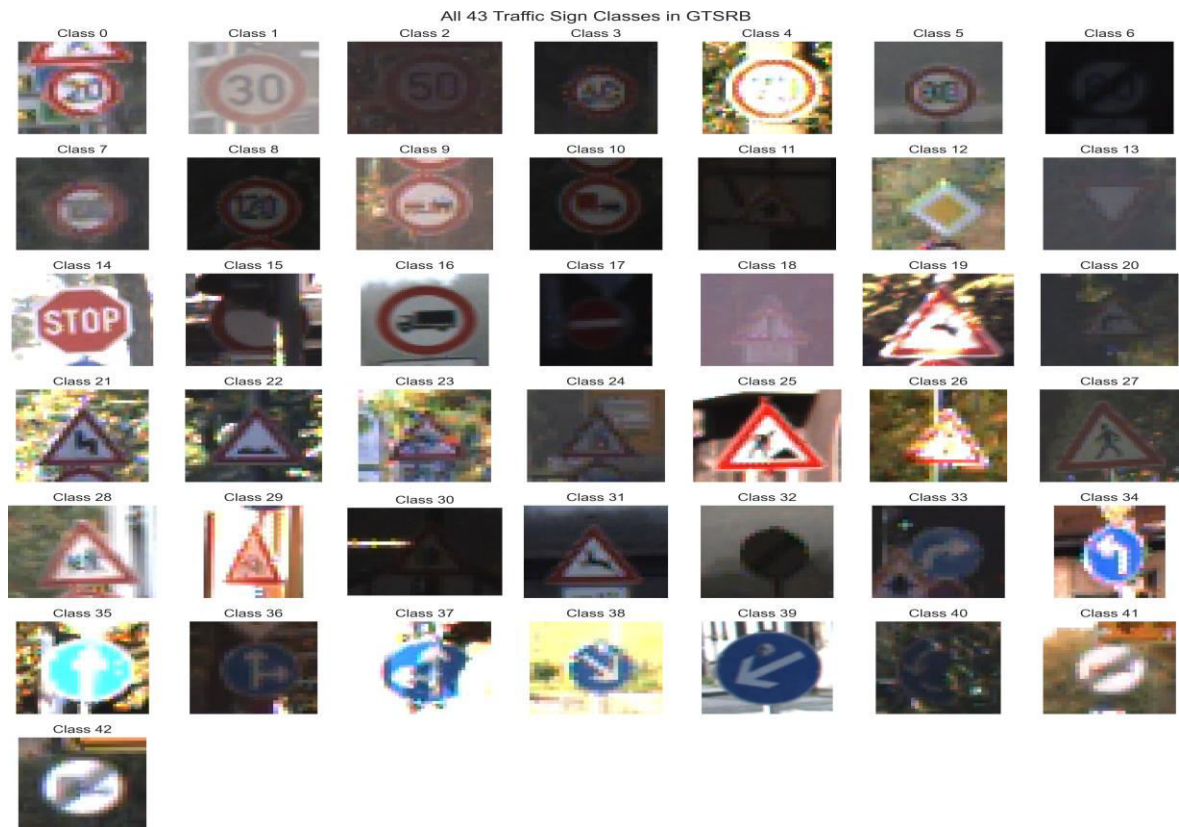 All 43 Traffic Sign Classes in GTSRB
Class 0 Class 1 Class 2 Class 3 Class 4 Class 5 Class 6
20 30 50
Class 7 Class 8 Class 9 Class 10 Class 11 Class 12 Class 13
120
Class 14 Class 15 Class 16 Class 17 Class 18 Class 19 Class 20
STOP
Class 21 Class 22 Class 23 Class 24 Class 25 Class 26 Class 27
Class 28 Class 29 Class 30 Class 31 Class 32 Class 33 Class 34
Class 35 Class 36 Class 37 Class 38 Class 39 Class 40 Class 41
Class 42